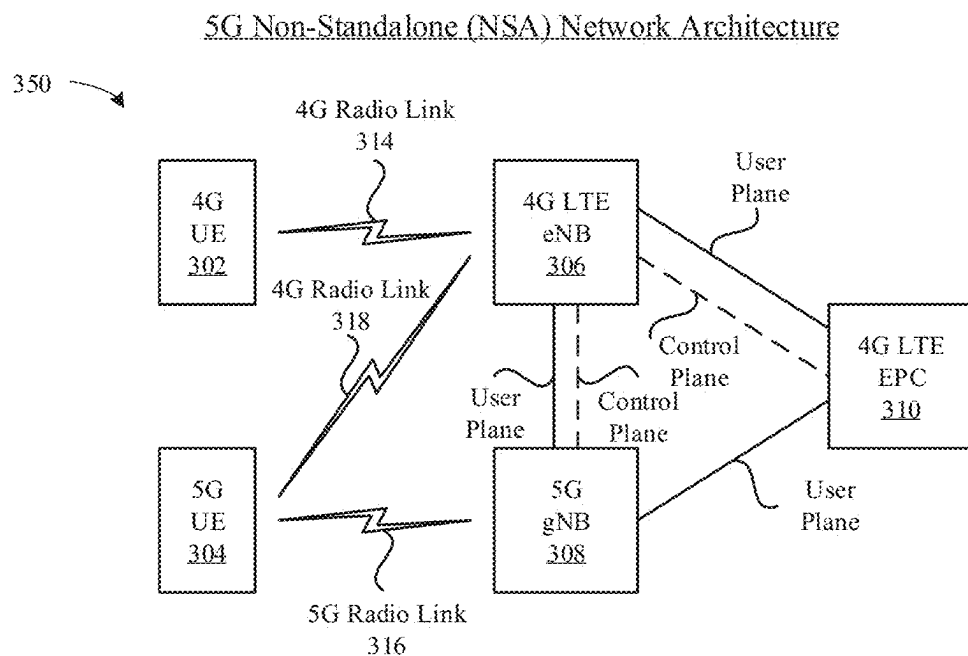 5G Non-Standalone (NSA) Network Architecture
350
4G Radio Link
314
4G
UE
302
4G LTE
eNB
306
User
Plane
4G Radio Link
318
Control
Plane
4G LTE
EPC
310
User
Plane
Control
Plane
5G
UE
304
5G
gNB
308
User
Plane
5G Radio Link
316